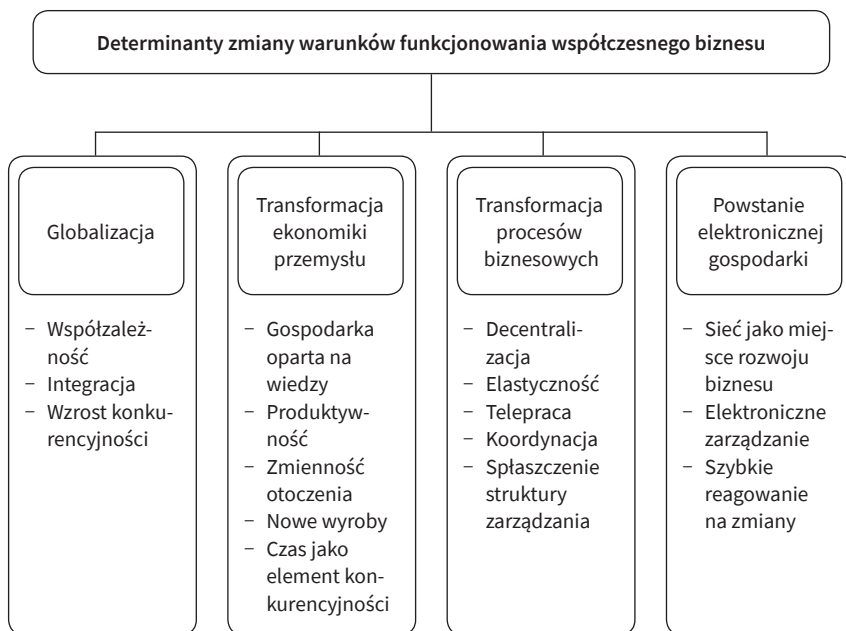 Determinanty zmiany warunków funkcjonowania współczesnego biznesu
Globalizacja
– Współzależ-
ność
– Integracja
– Wzrost konku-
rencyjności
Transformacja
ekonomiki
przemysłu
– Gospodarka
oparta na
wiedzy
– Produktyw-
ność
– Zmienność
otoczenia
– Nowe wyroby
– Czas jako
element kon-
kurencyjności
Transformacja
procesów
biznesowych
– Decentrali-
zacja
– Elastyczność
– Telepraca
– Koordynacja
– Spłaszczenie
struktury
zarządzania
Powstanie
elektronicznej
gospodarki
– Sieć jako miej-
sce rozwoju
biznesu
– Elektroniczne
zarządzanie
– Szybkie
reagowanie
na zmiany